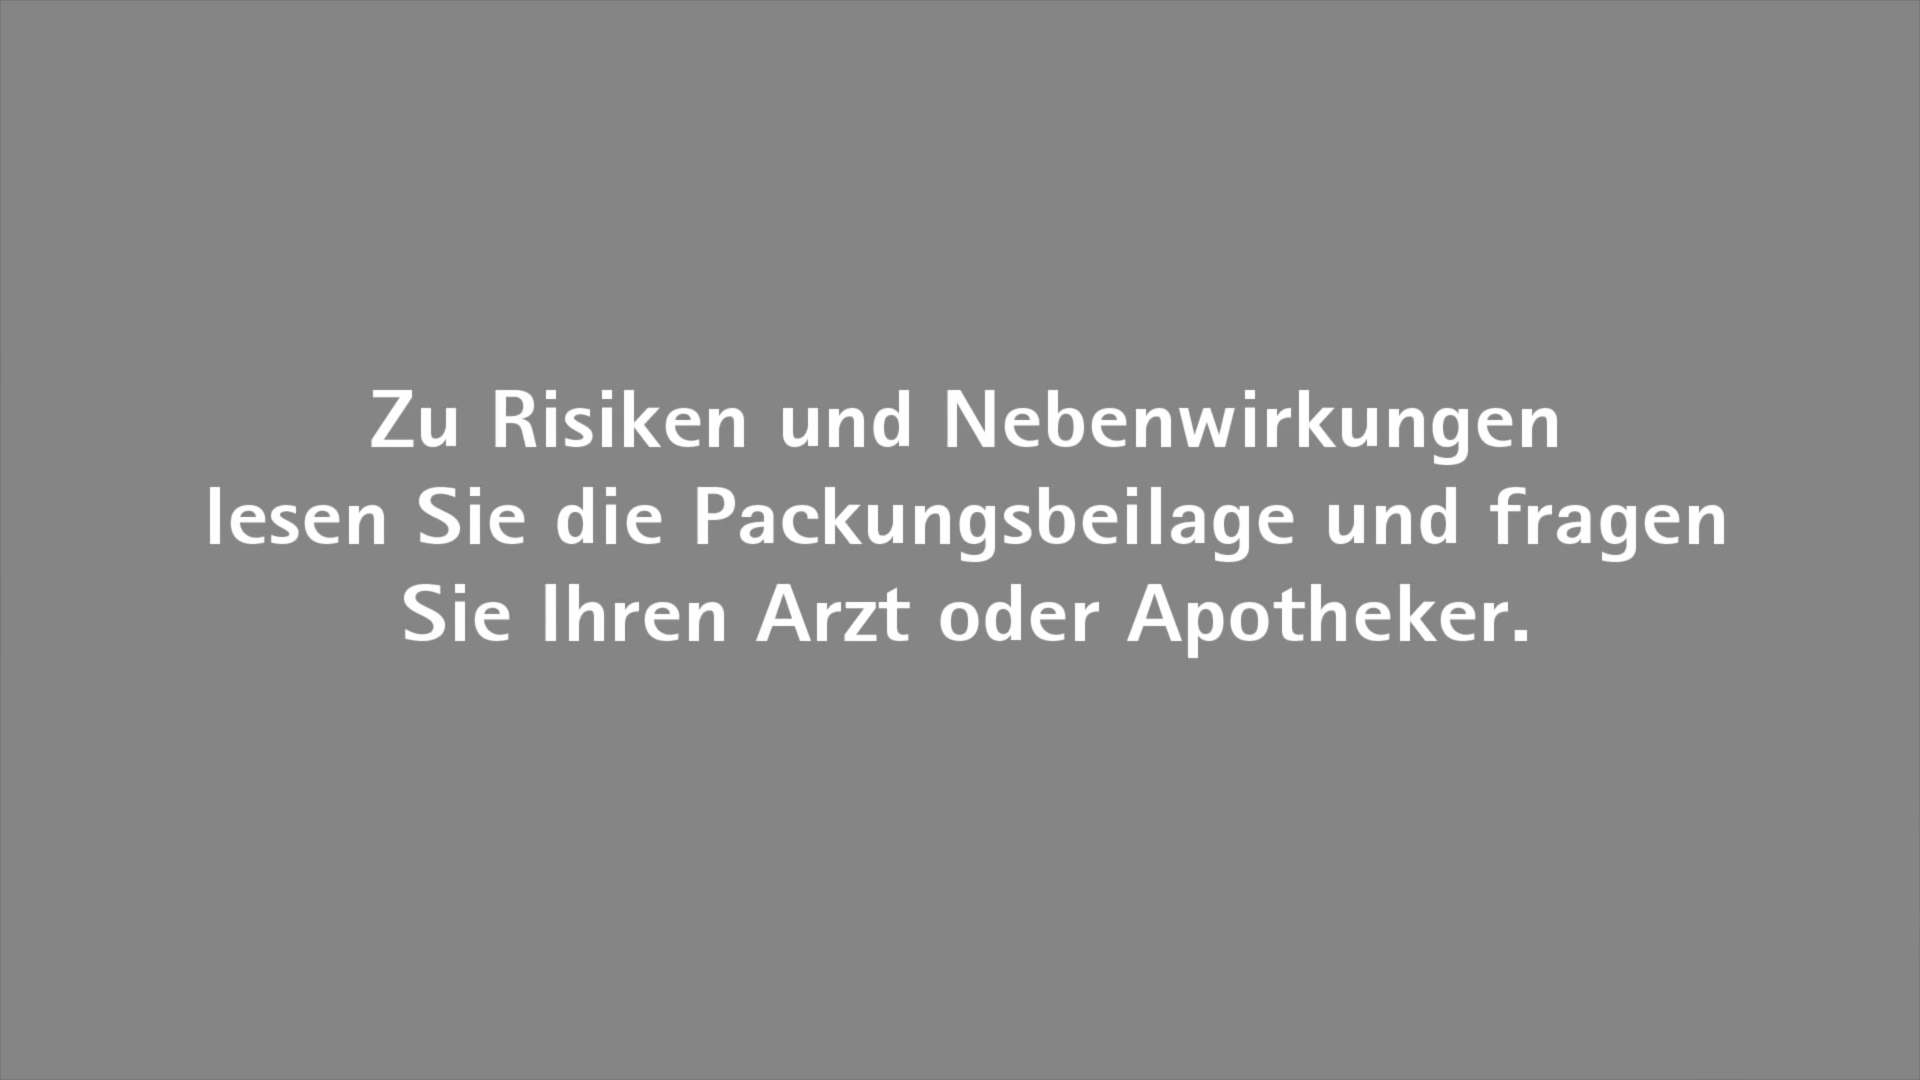 Zu Risiken und Nebenwirkungen
lesen Sie die Packungsbeilage und fragen
Sie Ihren Arzt oder Apotheker.